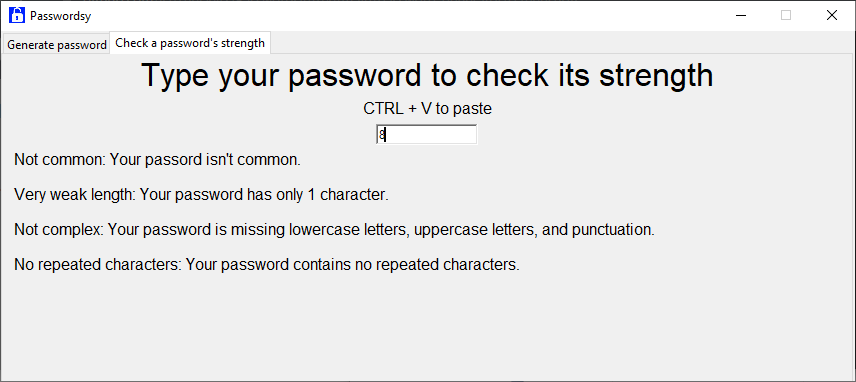 Passwordsy
Generate password
Check a password's strength
Type your password to check its strength
CTRL + V to paste
8
Not common: Your passord isn't common.
Very weak length: Your password has only 1 character.
Not complex: Your password is missing lowercase letters, uppercase letters, and punctuation.
No repeated characters: Your password contains no repeated characters.